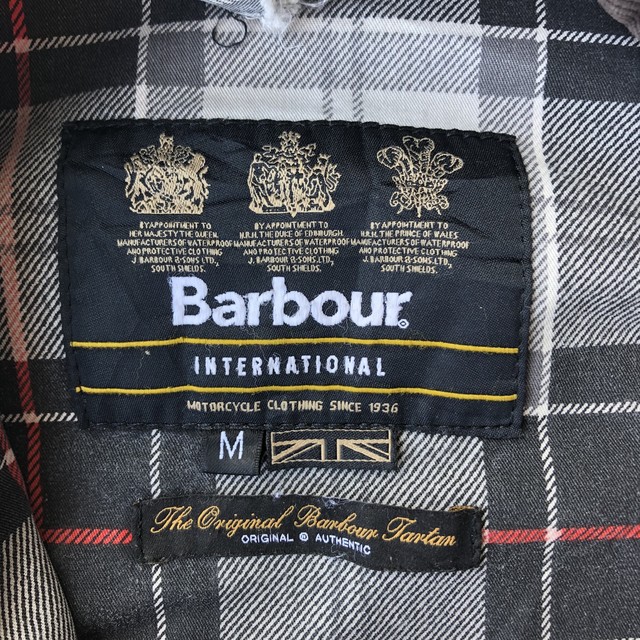 BY APPOINTMENT TO
HER MAJESTY THE QUEEN.
MANUFACTURERS OF WATERPROOF
AND PROTECTIVE CLOTHING
J. BARBOUR & SONS LTD,
SOUTH SHIELDS.
BY APPOINTMENT TO
H.R.H. THE DUKE OF EDINBURGH.
MANUFACTURERS OF WATERPROOF
AND PROTECTIVE CLOTHING
J. BARBOUR & SONS LTD,
SOUTH SHIELDS.
BY APPOINTMENT TO
H.R.H. THE PRINCE OF WALES
MANUFACTURERS OF WATERPROOF
AND PROTECTIVE CLOTHING
J. BARBOUR & SONS LTD,
SOUTH SHIELDS.
Barbour®
INTERNATIONAL
MOTORCYCLE CLOTHING SINCE 1936
M
The Original Barbour Tartan
ORIGINAL ® AUTHENTIC